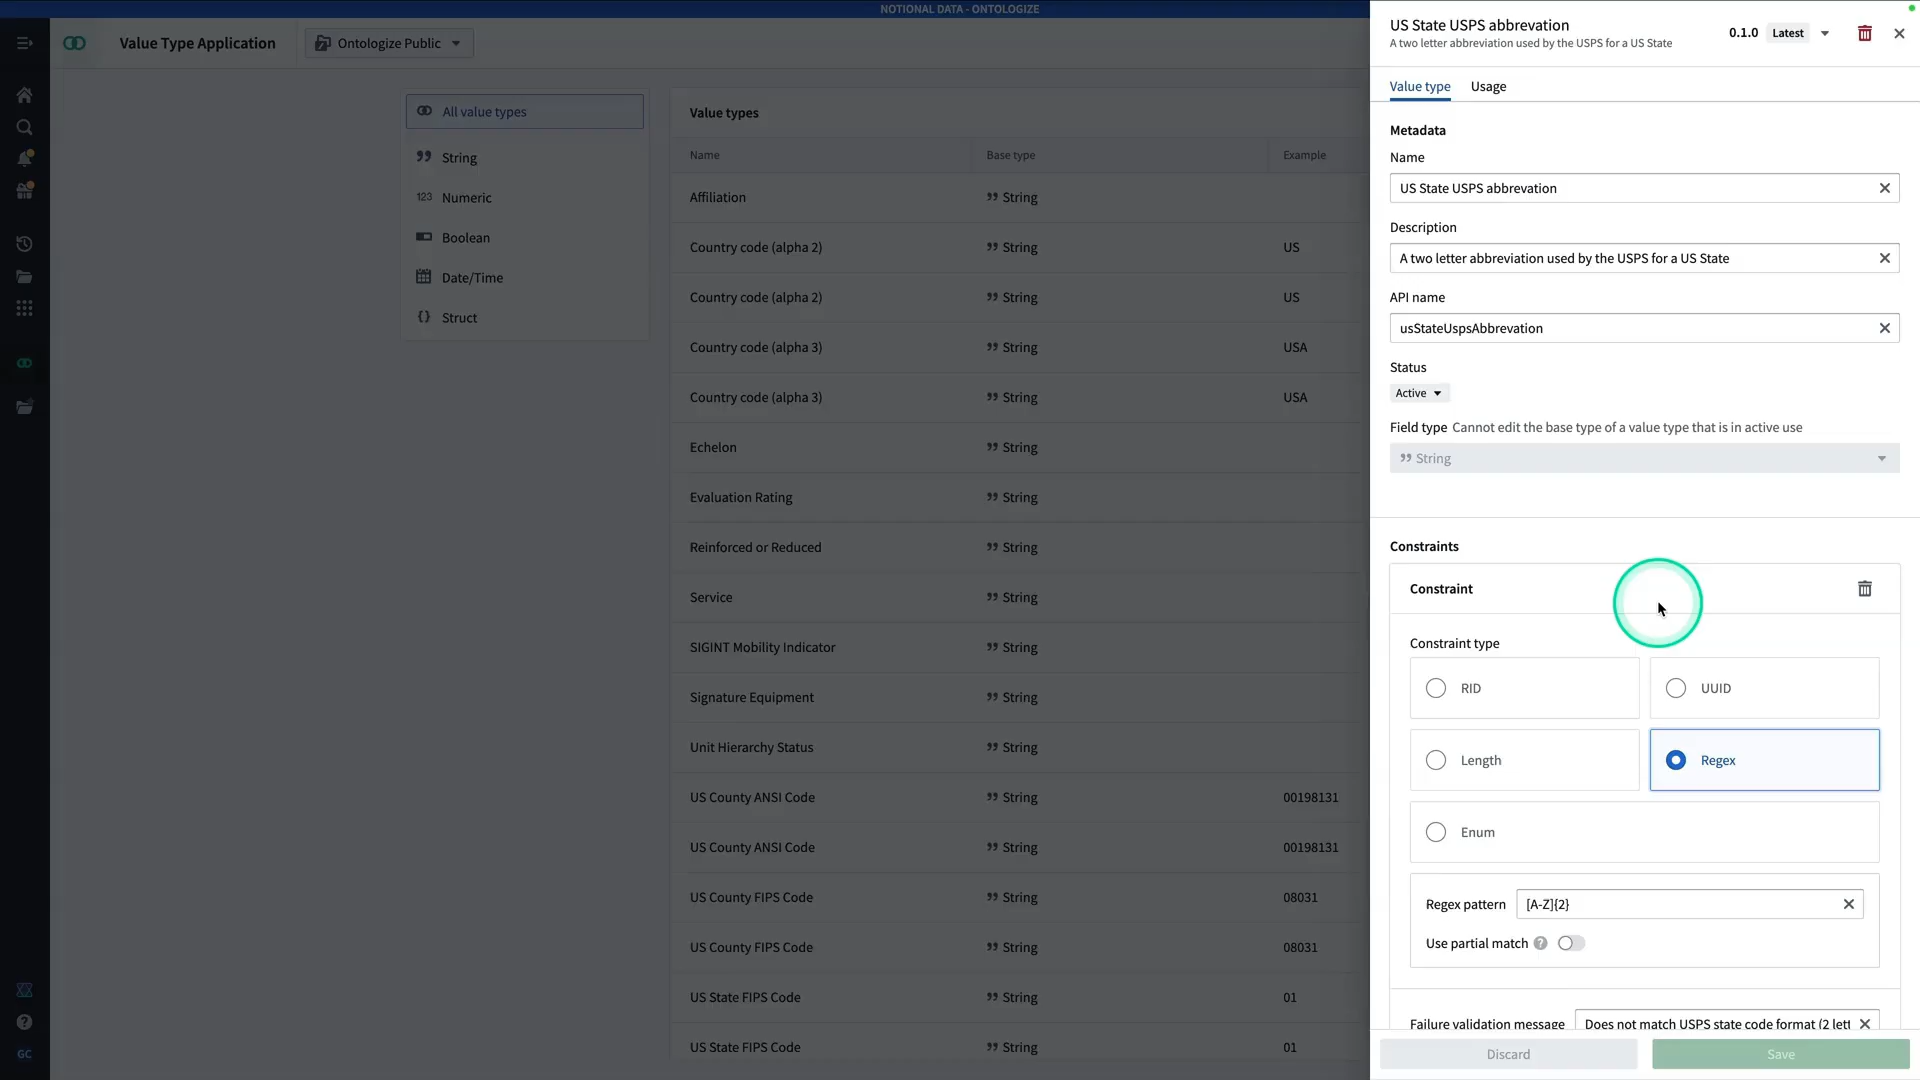 NOTIONAL DATA - ONTOLOGIZE
Value Type Application
Ontologize Public
All value types
String
123 Numeric
Boolean
Date/Time
{} Struct
GC
Value types
Name Base type Example
Affiliation String
Country code (alpha 2) String US
Country code (alpha 2) String US
Country code (alpha 3) String USA
Country code (alpha 3) String USA
Echelon String
Evaluation Rating String
Reinforced or Reduced String
Service String
SIGINT Mobility Indicator String
Signature Equipment String
Unit Hierarchy Status String
US County ANSI Code String 00198131
US County ANSI Code String 00198131
US County FIPS Code String 08031
US County FIPS Code String 08031
US State FIPS Code String 01
US State FIPS Code String 01
US State USPS abbrevation
A two letter abbreviation used by the USPS for a US State
0.1.0 Latest
Value type Usage
Metadata
Name
US State USPS abbrevation
Description
A two letter abbreviation used by the USPS for a US State
API name
usStateUspsAbbrevation
Status
Active
Field type Cannot edit the base type of a value type that is in active use
String
Constraints
Constraint
Constraint type
RID UUID
Length Regex
Enum
Regex pattern [A-Z]{2}
Use partial match ?
Failure validation message Does not match USPS state code format (2 lett
Discard Save